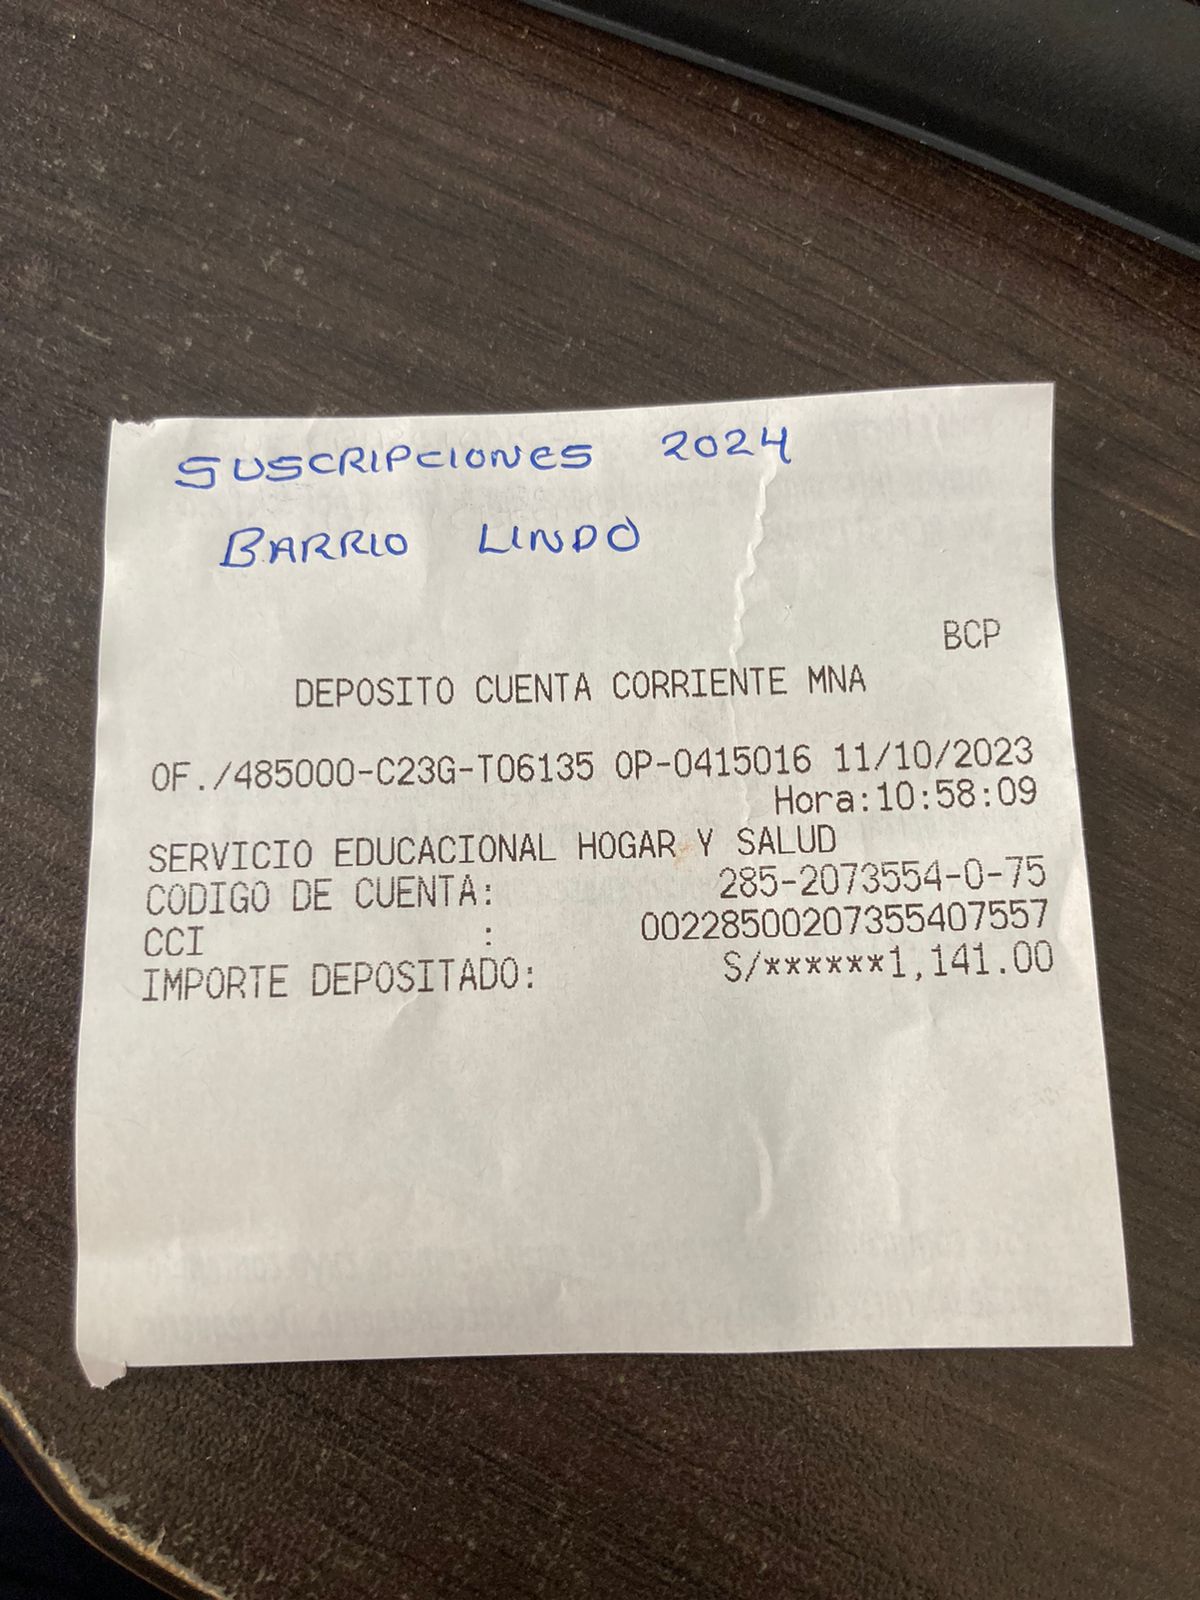 SUSCRIPCIONES 2024
BARRIO LINDO
BCP
DEPOSITO CUENTA CORRIENTE MNA
OF./485000-C23G-T06135 OP-0415016 11/10/2023
Hora:10:58:09
SERVICIO EDUCACIONAL HOGAR Y SALUD
CODIGO DE CUENTA: 285-2073554-0-75
CCI : 00228500207355407557
IMPORTE DEPOSITADO: S/******1,141.00